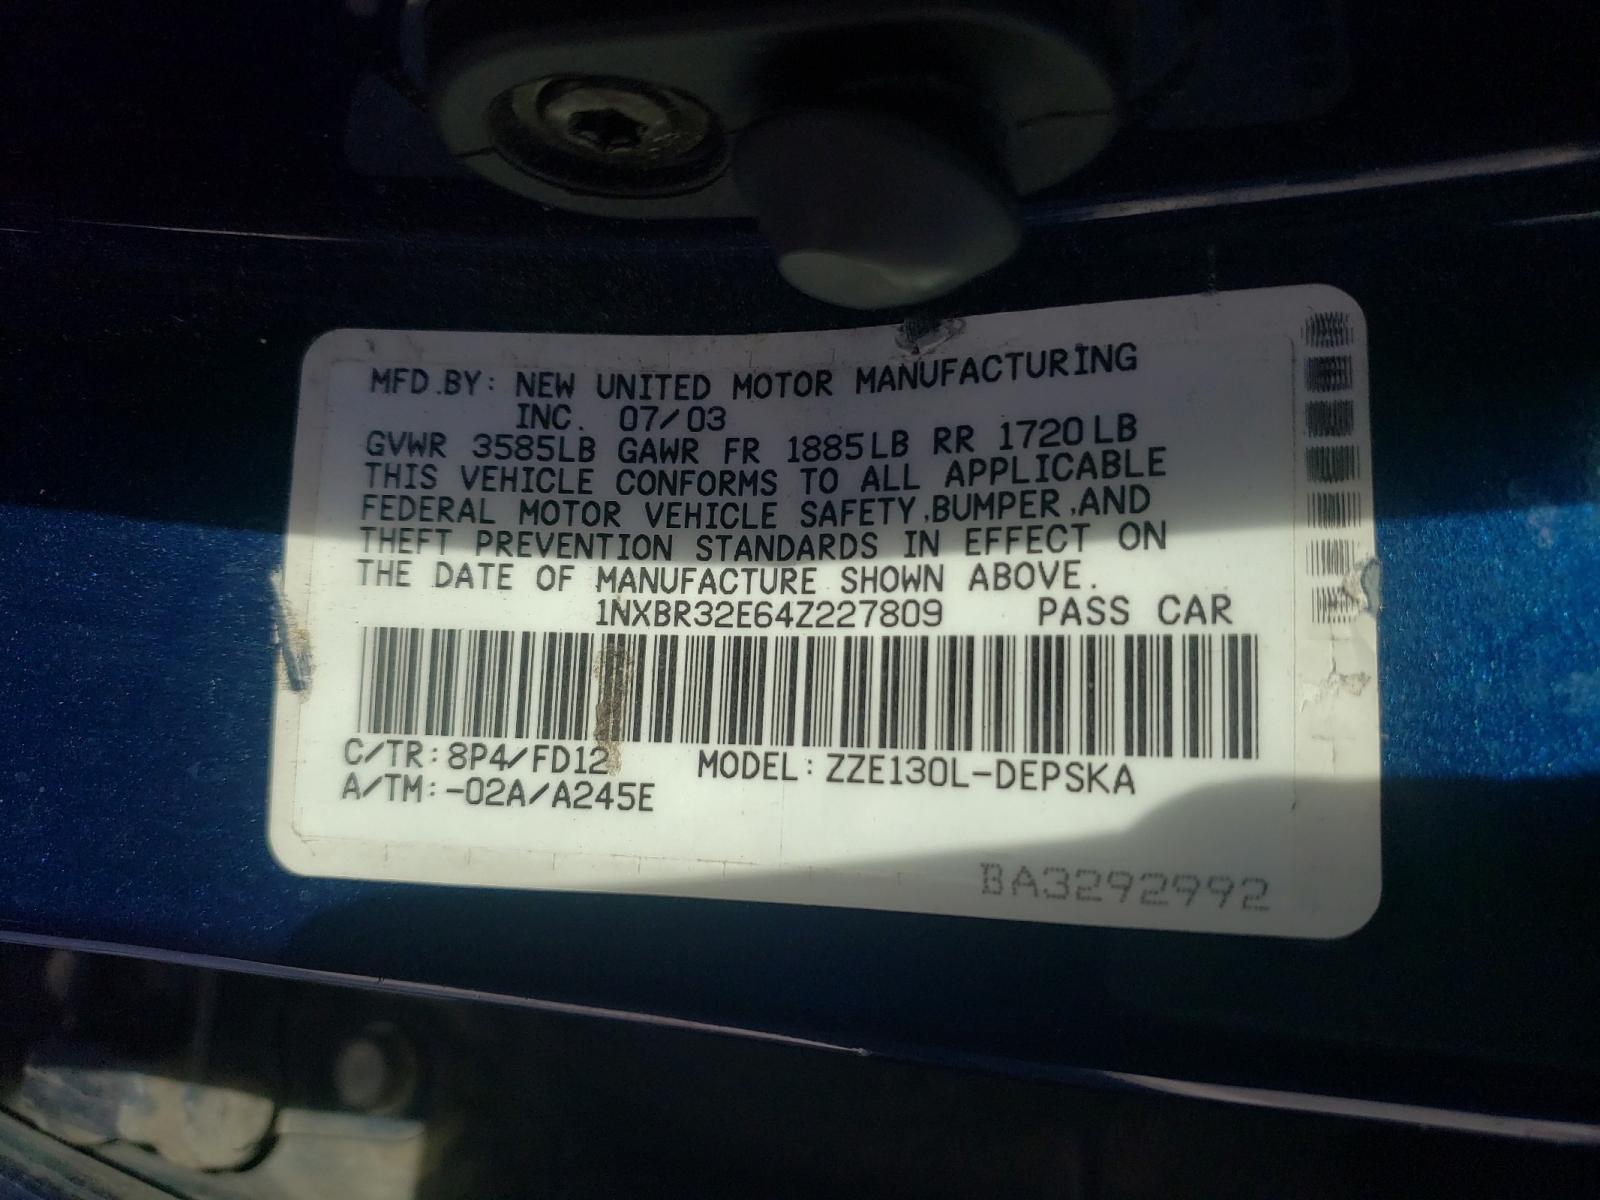 MFD.BY: NEW UNITED MOTOR MANUFACTURING
INC. 07/03
GVWR 3585LB GAWR FR 1885LB RR 1720LB
THIS VEHICLE CONFORMS TO ALL APPLICABLE
FEDERAL MOTOR VEHICLE SAFETY,BUMPER,AND
THEFT PREVENTION STANDARDS IN EFFECT ON
THE DATE OF MANUFACTURE SHOWN ABOVE.
1NXBR32E64Z227809 PASS CAR
C/TR:8P4/FD12 MODEL:ZZE130L-DEPSKA
A/TM:-02A/A245E
BA3292992